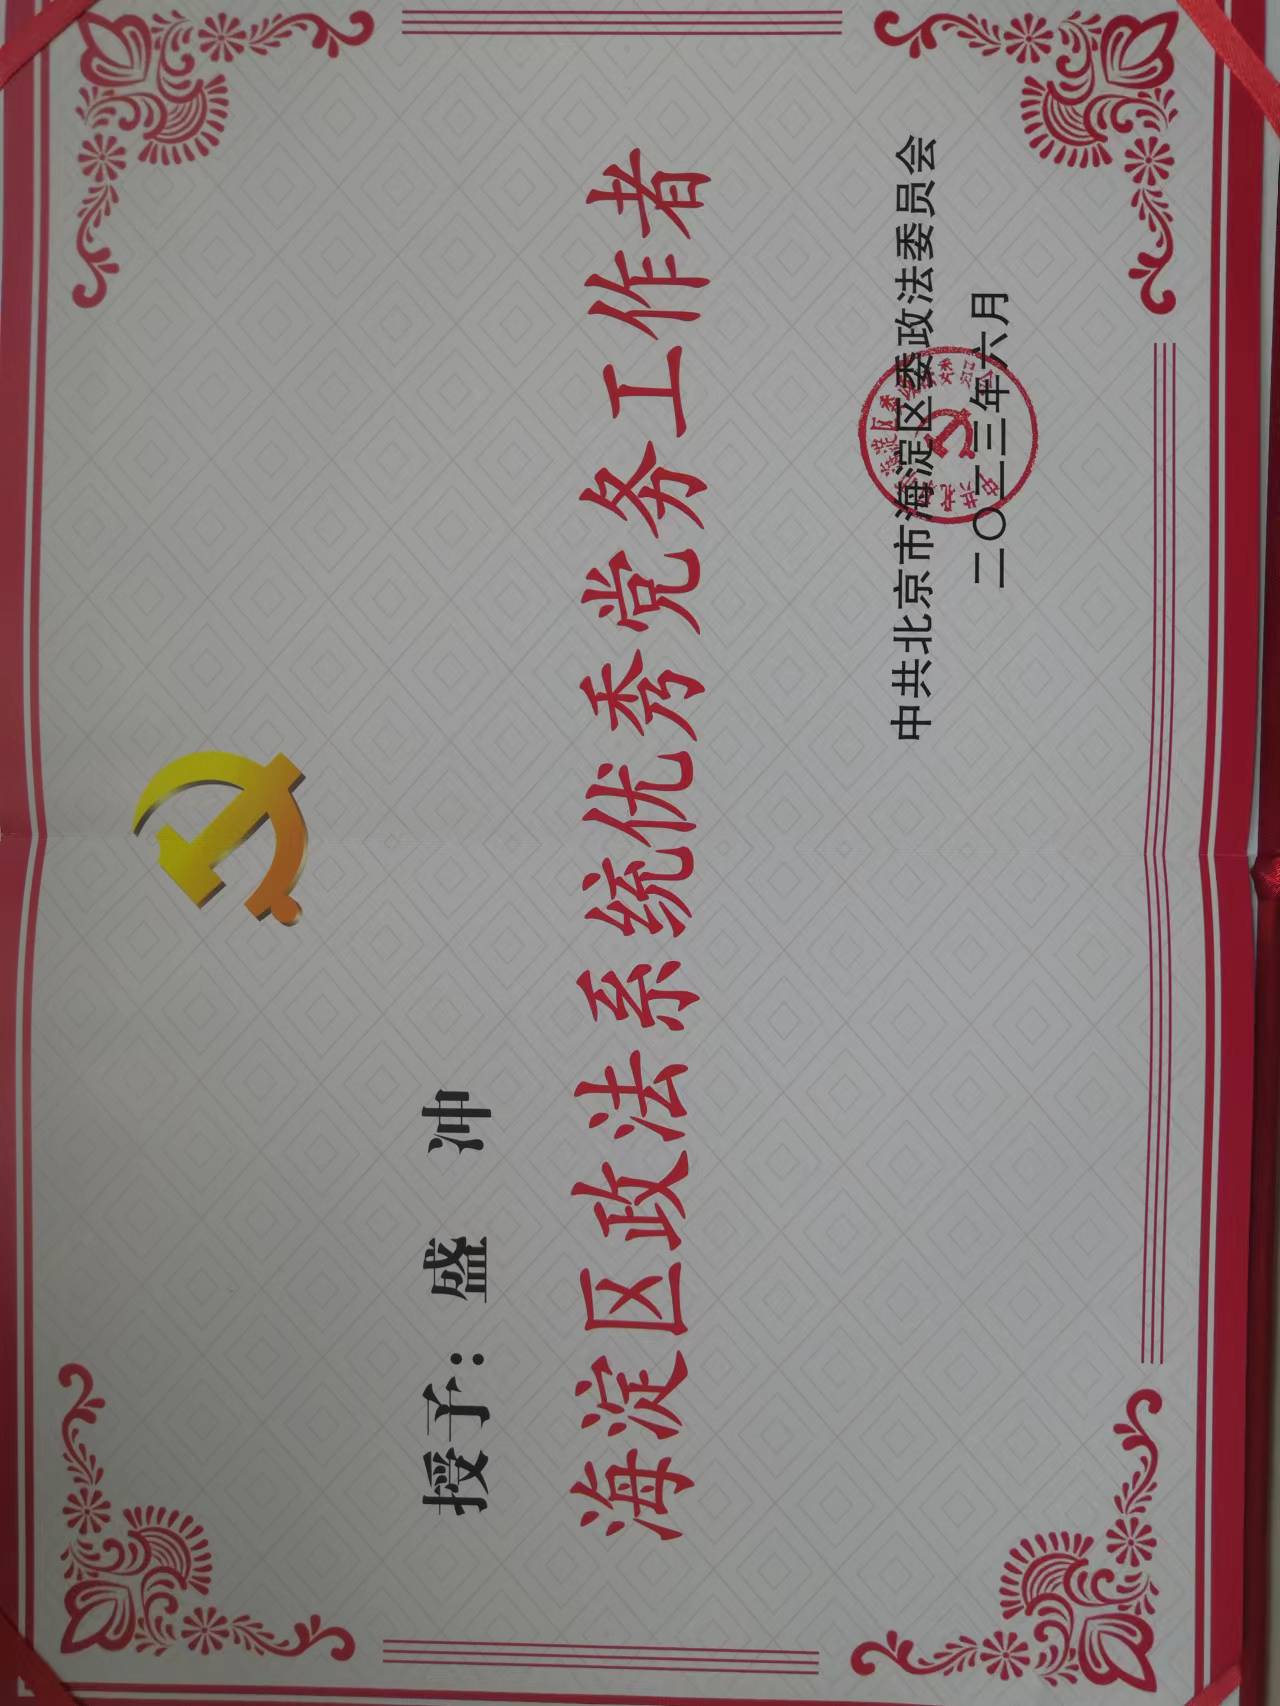 授予：盛 冲
海淀区政法系统优秀党务工作者
中共北京市海淀区委政法委员会
二〇二三年六月